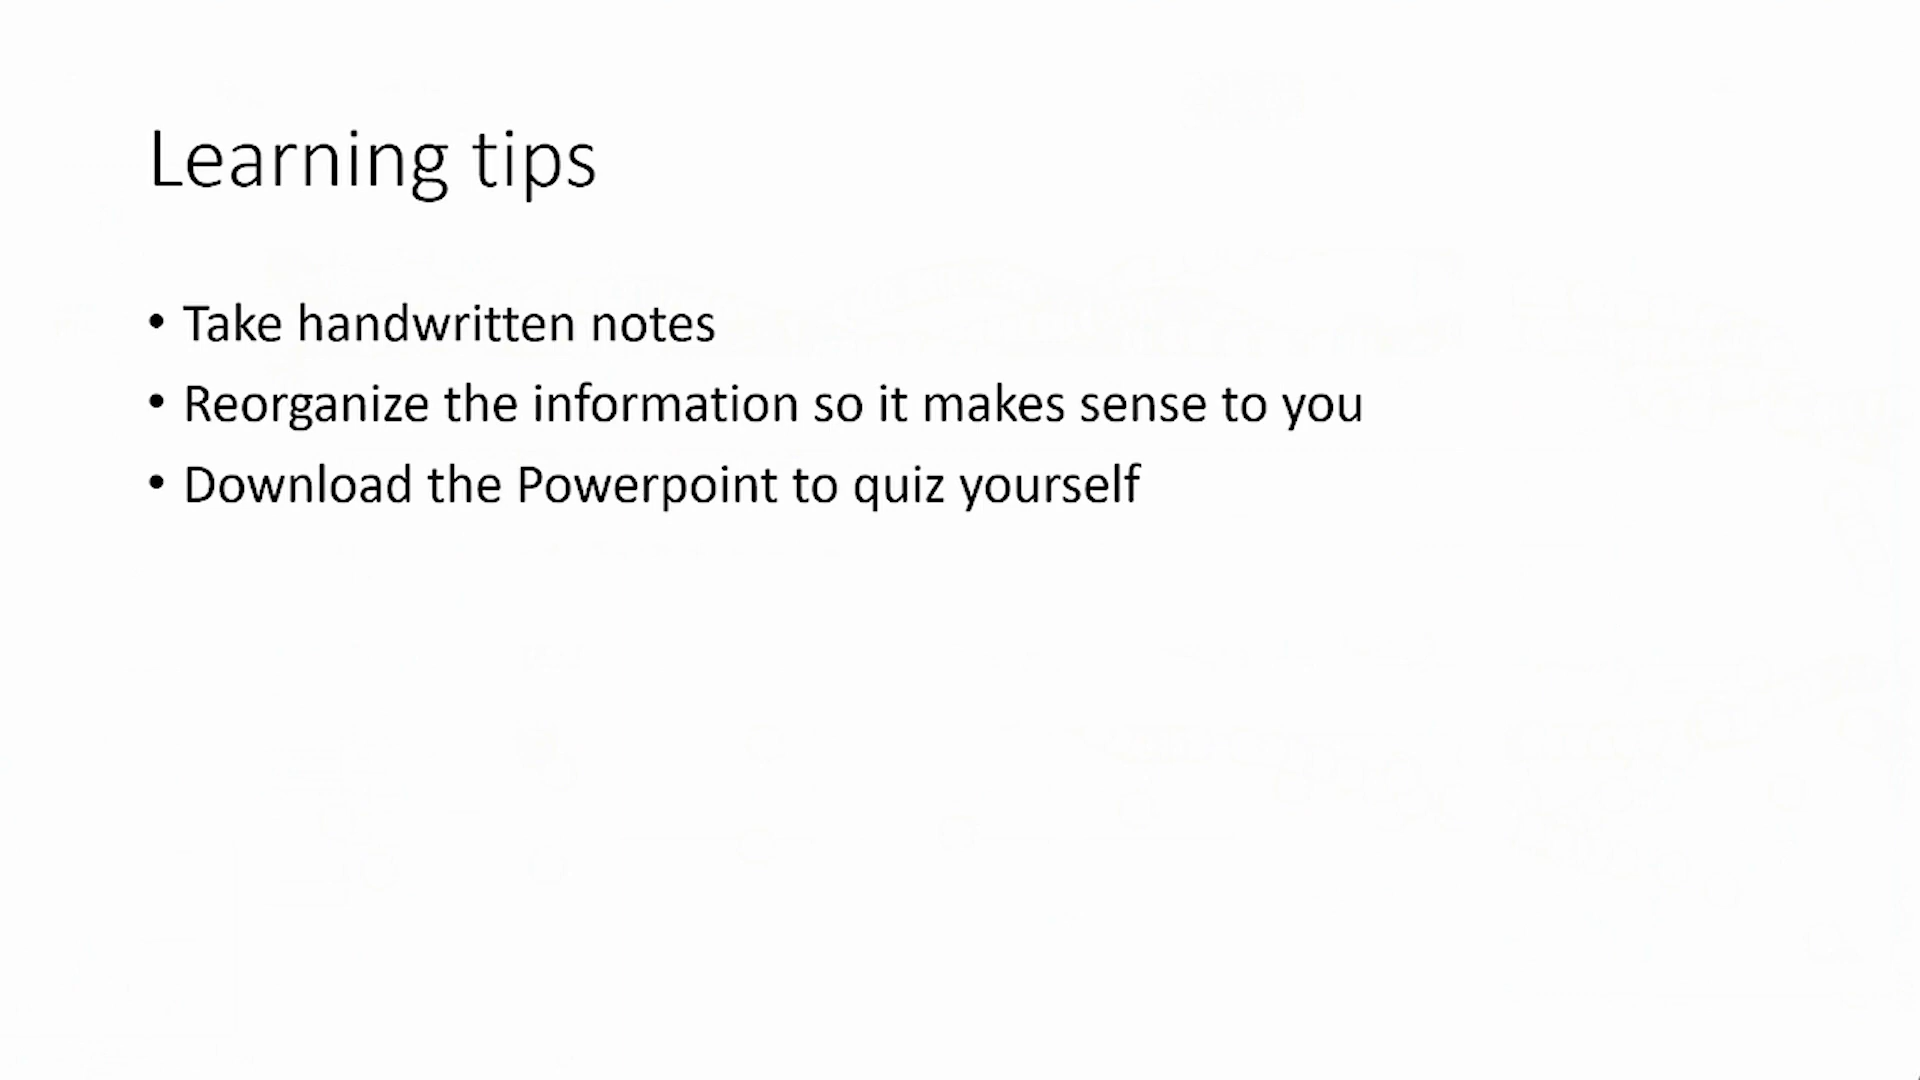 Learning tips
• Take handwritten notes
• Reorganize the information so it makes sense to you
• Download the Powerpoint to quiz yourself